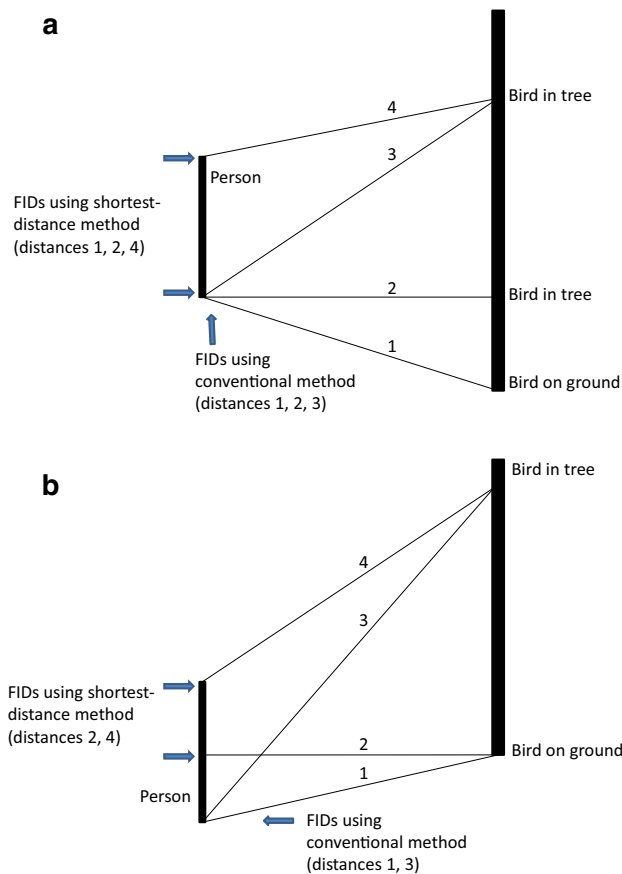 a
Bird in tree
4
3
Person
FIDs using shortest-
distance method
(distances 1, 2, 4)
2
Bird in tree
1
FIDs using
conventional method
(distances 1, 2, 3)
Bird on ground
b
Bird in tree
4
3
FIDs using shortest-
distance method
(distances 2, 4)
2
Bird on ground
1
Person
FIDs using
conventional method
(distances 1, 3)